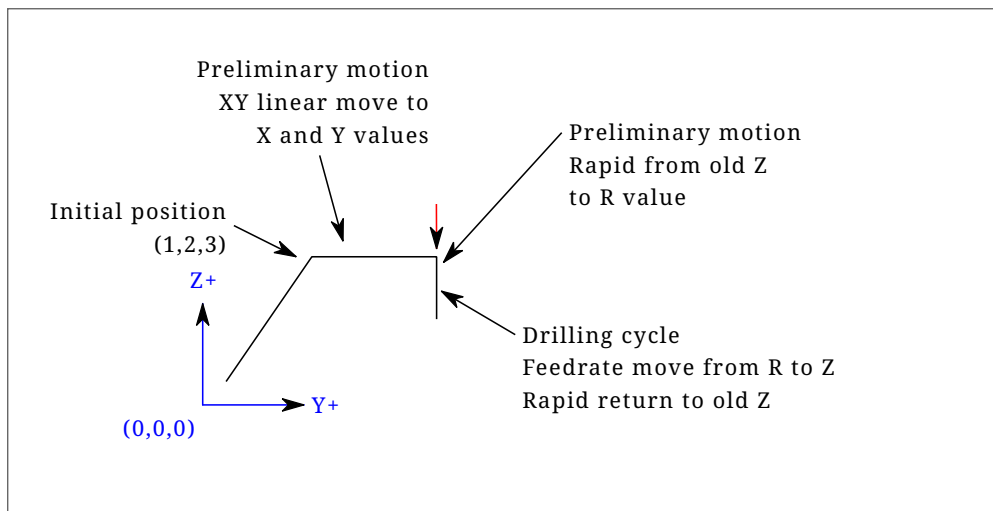 Preliminary motion
XY linear move to
X and Y values
Preliminary motion
Rapid from old Z
to R value
Initial position
(1,2,3)
Z+
Drilling cycle
Feedrate move from R to Z
Rapid return to old Z
Y+
(0,0,0)